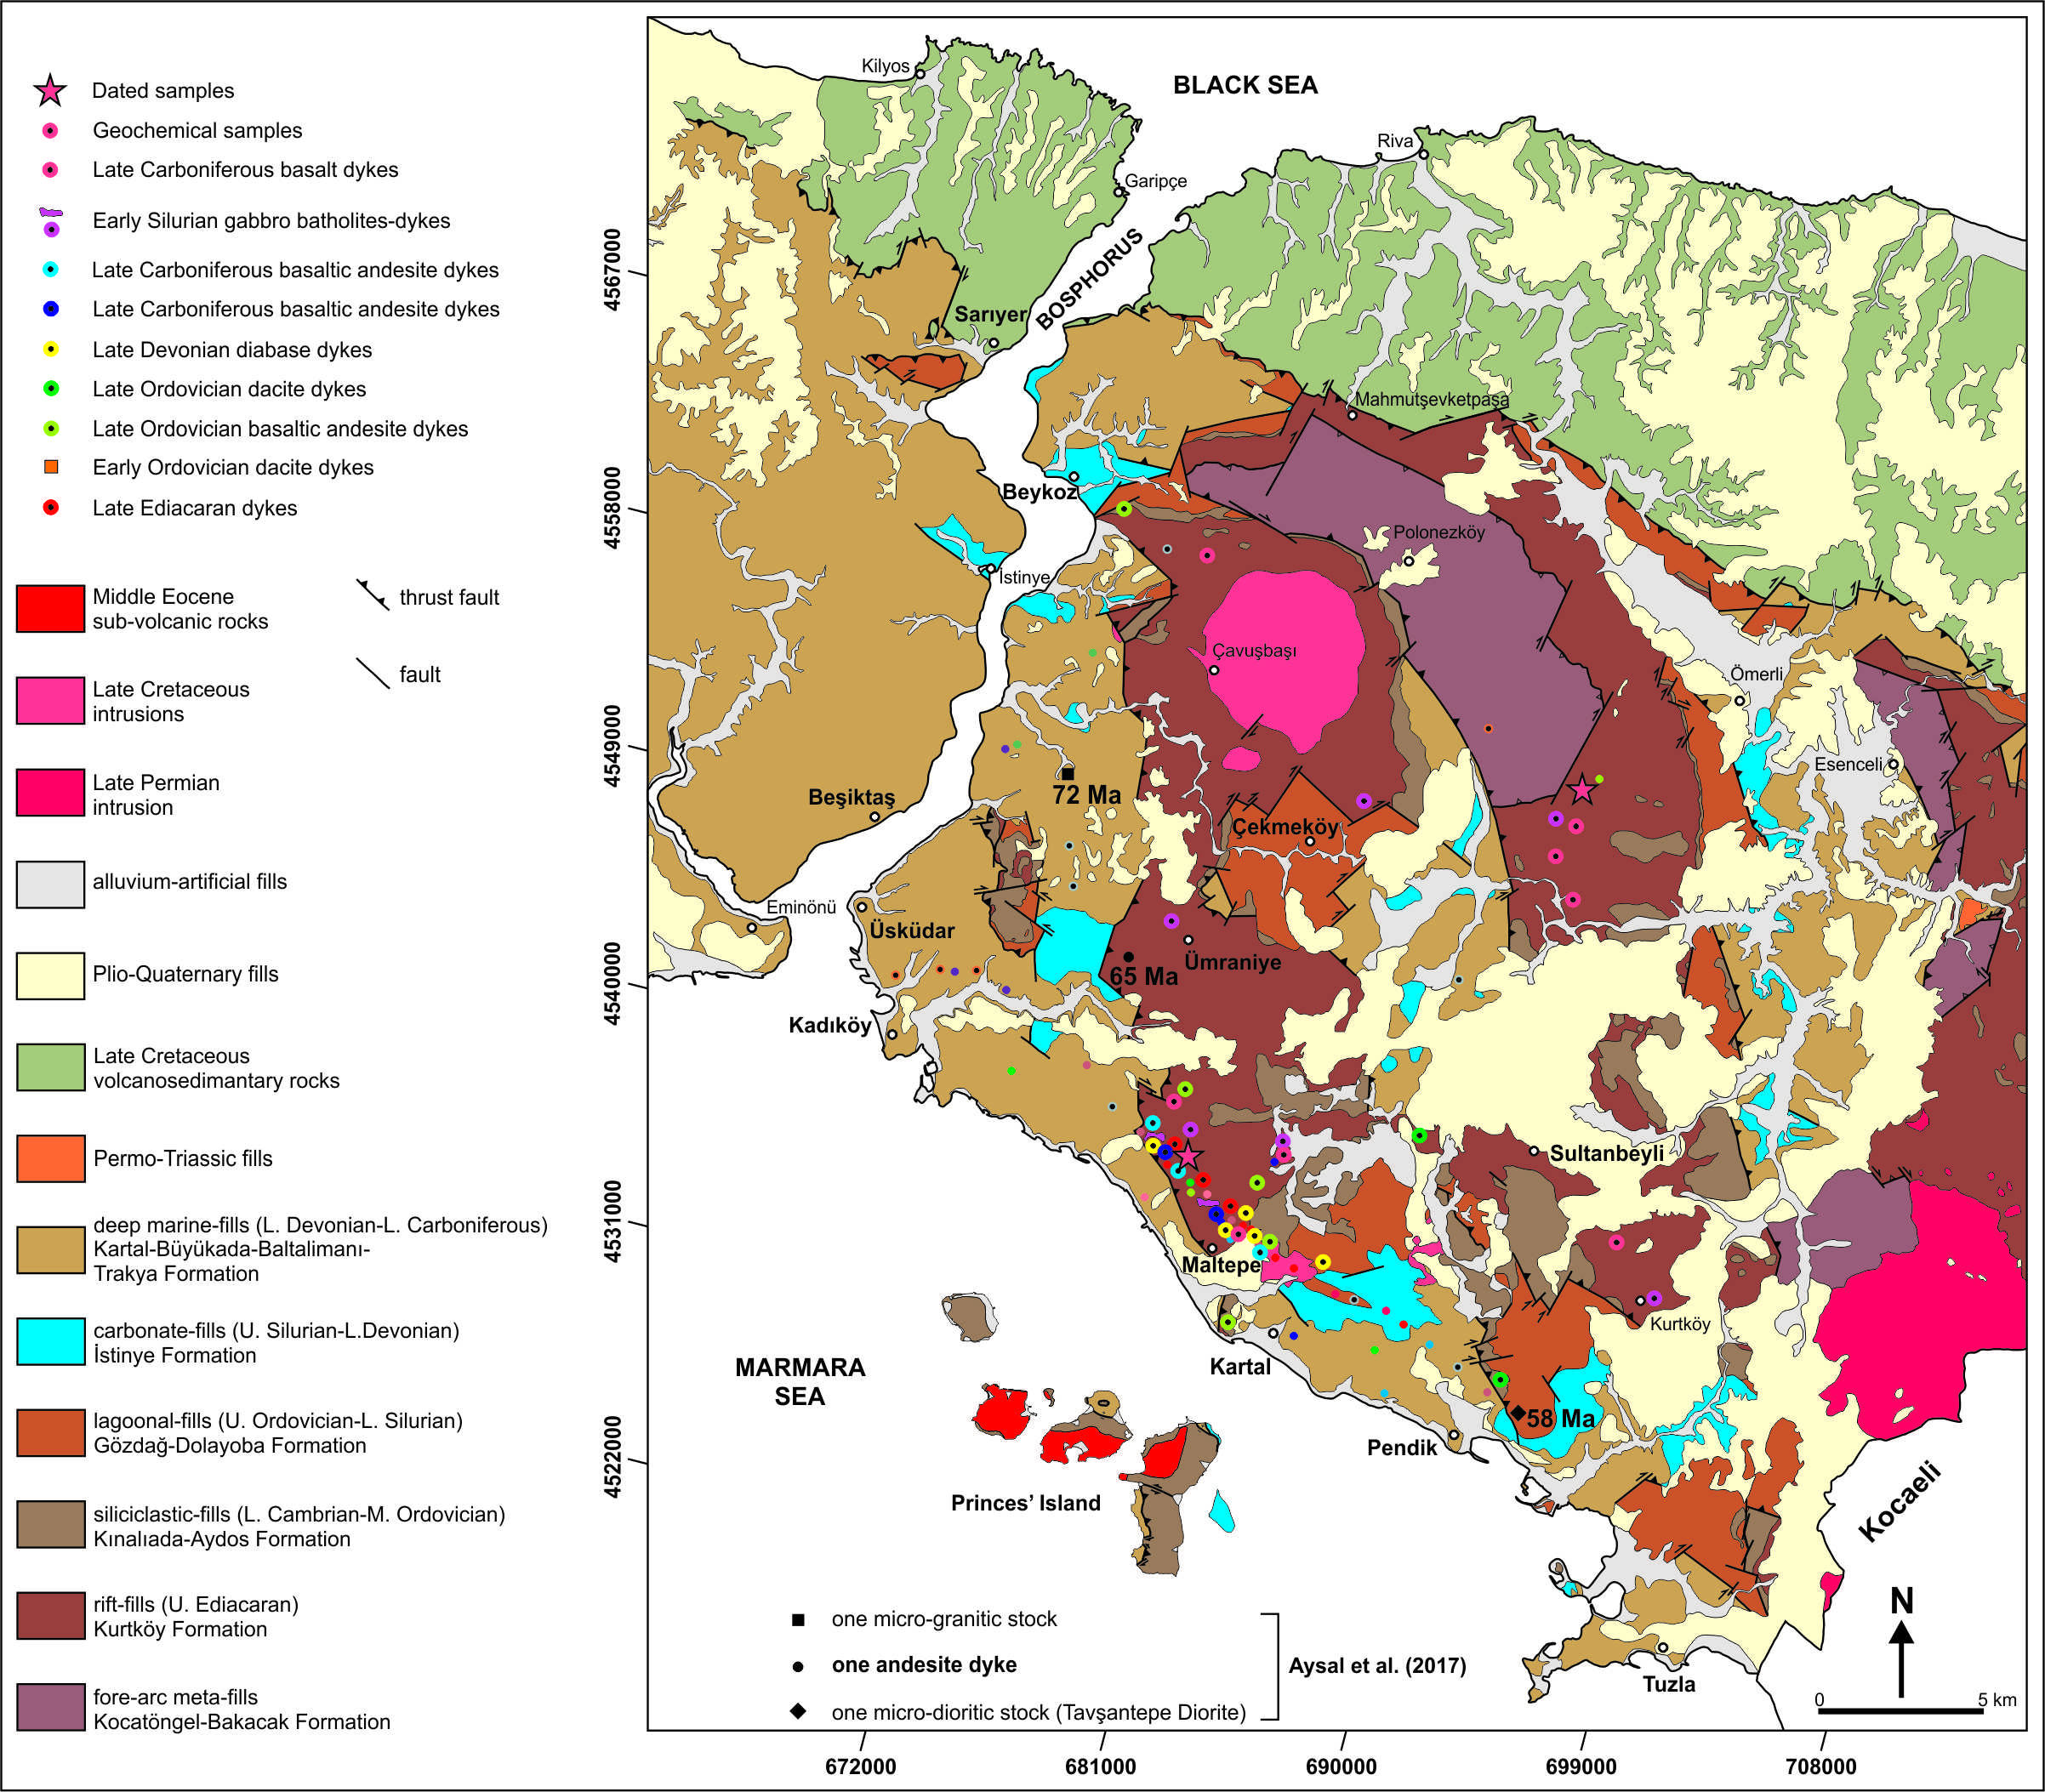 Dated samples
Geochemical samples
Late Carboniferous basalt dykes
Early Silurian gabbro batholites-dykes
Late Carboniferous basaltic andesite dykes
Late Carboniferous basaltic andesite dykes
Late Devonian diabase dykes
Late Ordovician dacite dykes
Late Ordovician basaltic andesite dykes
Early Ordovician dacite dykes
Late Ediacaran dykes
Middle Eocene
sub-volcanic rocks
thrust fault
Late Cretaceous
intrusions
fault
Late Permian
intrusion
alluvium-artificial fills
Plio-Quaternary fills
Late Cretaceous
volcanosedimantary rocks
Permo-Triassic fills
deep marine-fills (L. Devonian-L. Carboniferous)
Kartal-Büyükada-Baltalimanı-
Trakya Formation
carbonate-fills (U. Silurian-L.Devonian)
İstinye Formation
lagoonal-fills (U. Ordovician-L. Silurian)
Gözdağ-Dolayoba Formation
siliciclastic-fills (L. Cambrian-M. Ordovician)
Kınalıada-Aydos Formation
rift-fills (U. Ediacaran)
Kurtköy Formation
fore-arc meta-fills
Kocatöngel-Bakacak Formation
4567000
4558000
4549000
4540000
4531000
4522000
Kilyos
BLACK SEA
Riva
Garipçe
BOSPHORUS
Sarıyer
Mahmutşevketpaşa
Beykoz
Polonezköy
İstinye
Çavuşbaşı
Ömerli
Esenceli
72 Ma
Beşiktaş
Çekmeköy
Eminönü
Üsküdar
Ümraniye
65 Ma
Kadıköy
Sultanbeyli
Maltepe
Kurtköy
MARMARA
SEA
Kartal
58 Ma
Pendik
Princes’ Island
Kocaeli
Tuzla
N
0 5 km
one micro-granitic stock
one andesite dyke
one micro-dioritic stock (Tavşantepe Diorite)
Aysal et al. (2017)
672000
681000
690000
699000
708000